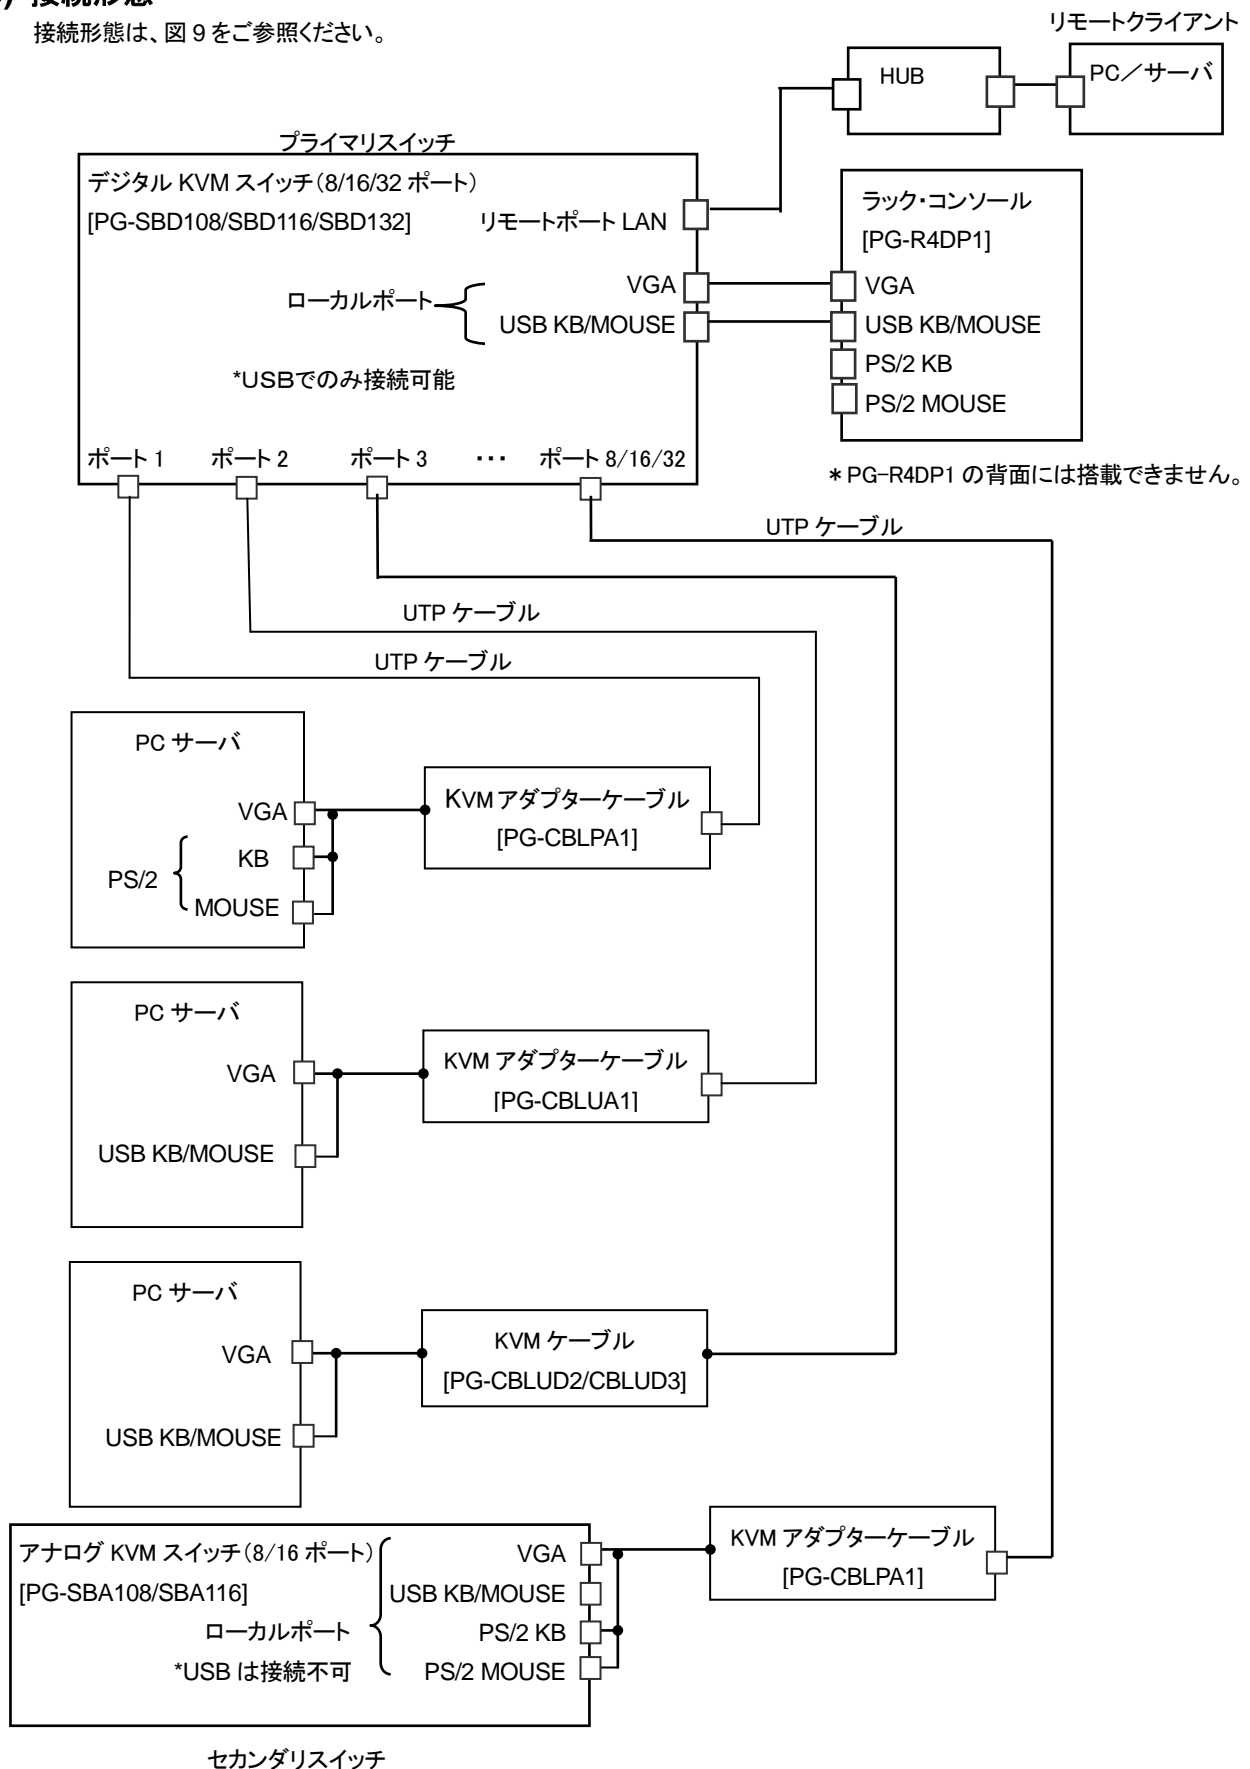 ) 接続形態
接続形態は、図 9 をご参照ください。
リモートクライアント
HUB
PC／サーバ
プライマリスイッチ
デジタル KVM スイッチ（8/16/32 ポート）
[PG-SBD108/SBD116/SBD132]
リモートポート LAN
VGA
ローカルポート
USB KB/MOUSE
*USBでのみ接続可能
ポート 1
ポート 2
ポート 3
・・・
ポート 8/16/32
ラック・コンソール
[PG-R4DP1]
VGA
USB KB/MOUSE
PS/2 KB
PS/2 MOUSE
＊PG-R4DP1 の背面には搭載できません。
UTP ケーブル
UTP ケーブル
UTP ケーブル
PC サーバ
VGA
KB
PS/2
MOUSE
KVM アダプターケーブル
[PG-CBLPA1]
PC サーバ
VGA
USB KB/MOUSE
KVM アダプターケーブル
[PG-CBLUA1]
PC サーバ
VGA
USB KB/MOUSE
KVM ケーブル
[PG-CBLUD2/CBLUD3]
アナログ KVM スイッチ（8/16 ポート）
[PG-SBA108/SBA116]
ローカルポート
*USB は接続不可
VGA
USB KB/MOUSE
PS/2 KB
PS/2 MOUSE
KVM アダプターケーブル
[PG-CBLPA1]
セカンダリスイッチ